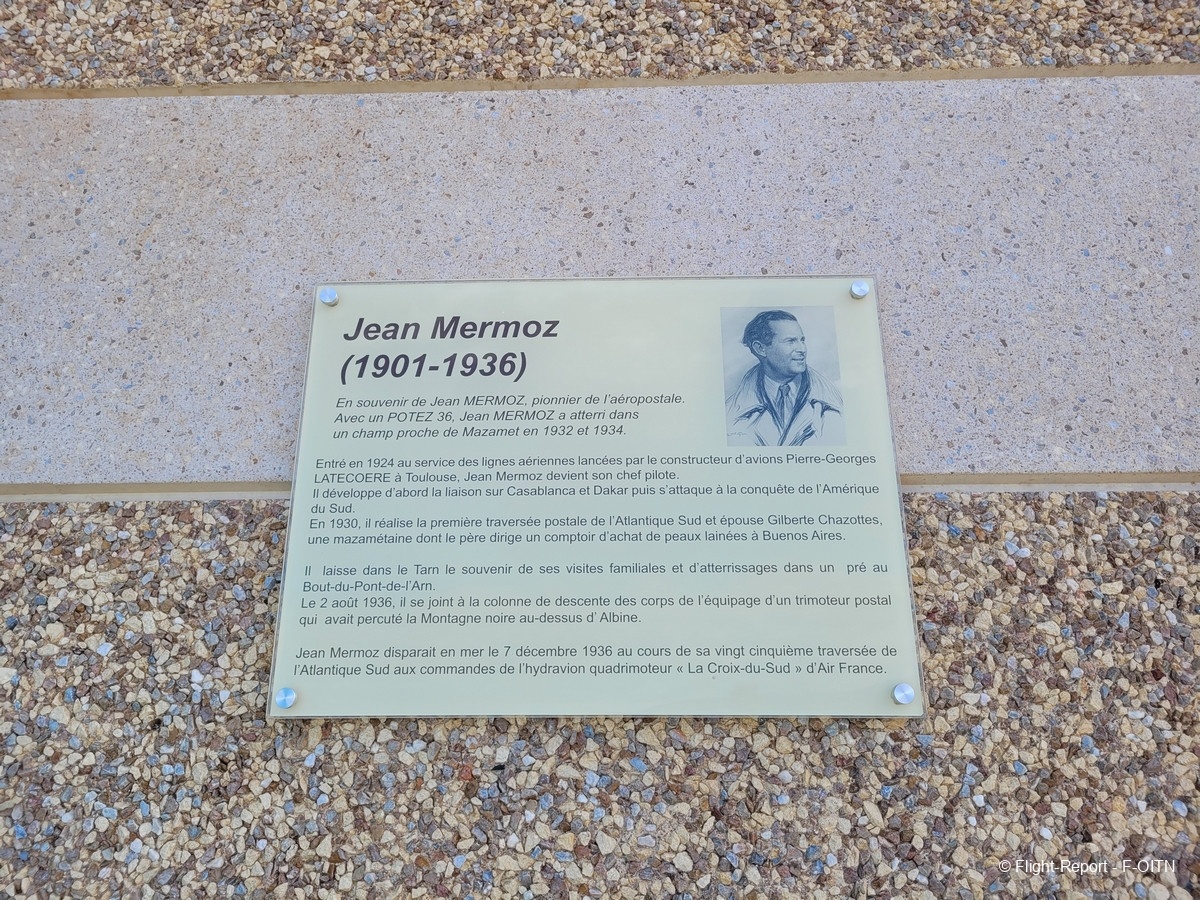 Jean Mermoz
(1901-1936)
En souvenir de Jean MERMOZ, pionnier de l'aéropostale.
Avec un POTEZ 36, Jean MERMOZ a atterri dans
un champ proche de Mazamet en 1932 et 1934.
Entré en 1924 au service des lignes aériennes lancées par le constructeur d'avions Pierre-Georges
LATECOERE à Toulouse, Jean Mermoz devient son chef pilote.
Il développe d'abord la liaison sur Casablanca et Dakar puis s'attaque à la conquête de l'Amérique
du Sud.
En 1930, il réalise la première traversée postale de l'Atlantique Sud et épouse Gilberte Chazottes,
une mazamétaine dont le père dirige un comptoir d'achat de peaux lainées à Buenos Aires.
Il laisse dans le Tarn le souvenir de ses visites familiales et d'atterrissages dans un pré au
Bout-du-Pont-de-l'Arn.
Le 2 août 1936, il se joint à la colonne de descente des corps de l'équipage d'un trimoteur postal
qui avait percuté la Montagne noire au-dessus d' Albine.
Jean Mermoz disparait en mer le 7 décembre 1936 au cours de sa vingt cinquième traversée de
l'Atlantique Sud aux commandes de l'hydravion quadrimoteur « La Croix-du-Sud » d'Air France.
© Flight-Report - F-OITN